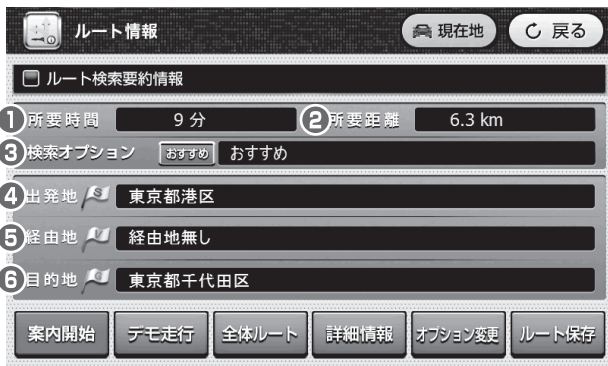 ルート情報 現在地 戻る
ルート検索要約情報
1 所要時間 9 分 2 所要距離 6.3 km
3 検索オプション おすすめ おすすめ
4 出発地 S 東京都港区
5 経由地 V 経由地無し
6 目的地 G 東京都千代田区
案内開始 デモ走行 全体ルート 詳細情報 オプション変更 ルート保存